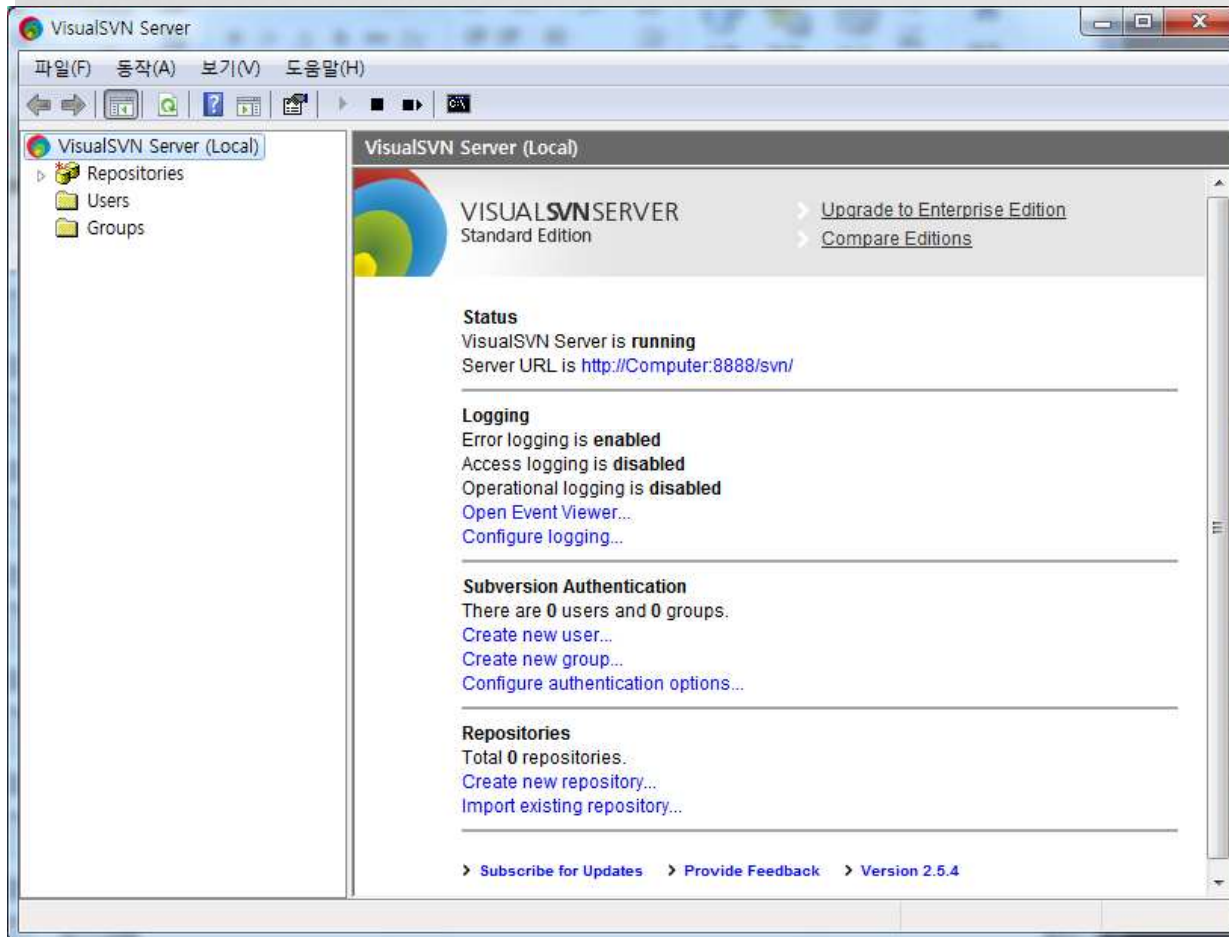 VisualSVN Server
파일(F) 동작(A) 보기(V) 도움말(H)
VisualSVN Server (Local)
Repositories
Users
Groups
VisualSVN Server (Local)
VISUALSVNSERVER
Standard Edition
Upgrade to Enterprise Edition
Compare Editions
Status
VisualSVN Server is running
Server URL is http://Computer:8888/svn/
Logging
Error logging is enabled
Access logging is disabled
Operational logging is disabled
Open Event Viewer...
Configure logging...
Subversion Authentication
There are 0 users and 0 groups.
Create new user...
Create new group...
Configure authentication options...
Repositories
Total 0 repositories.
Create new repository...
Import existing repository...
Subscribe for Updates Provide Feedback Version 2.5.4